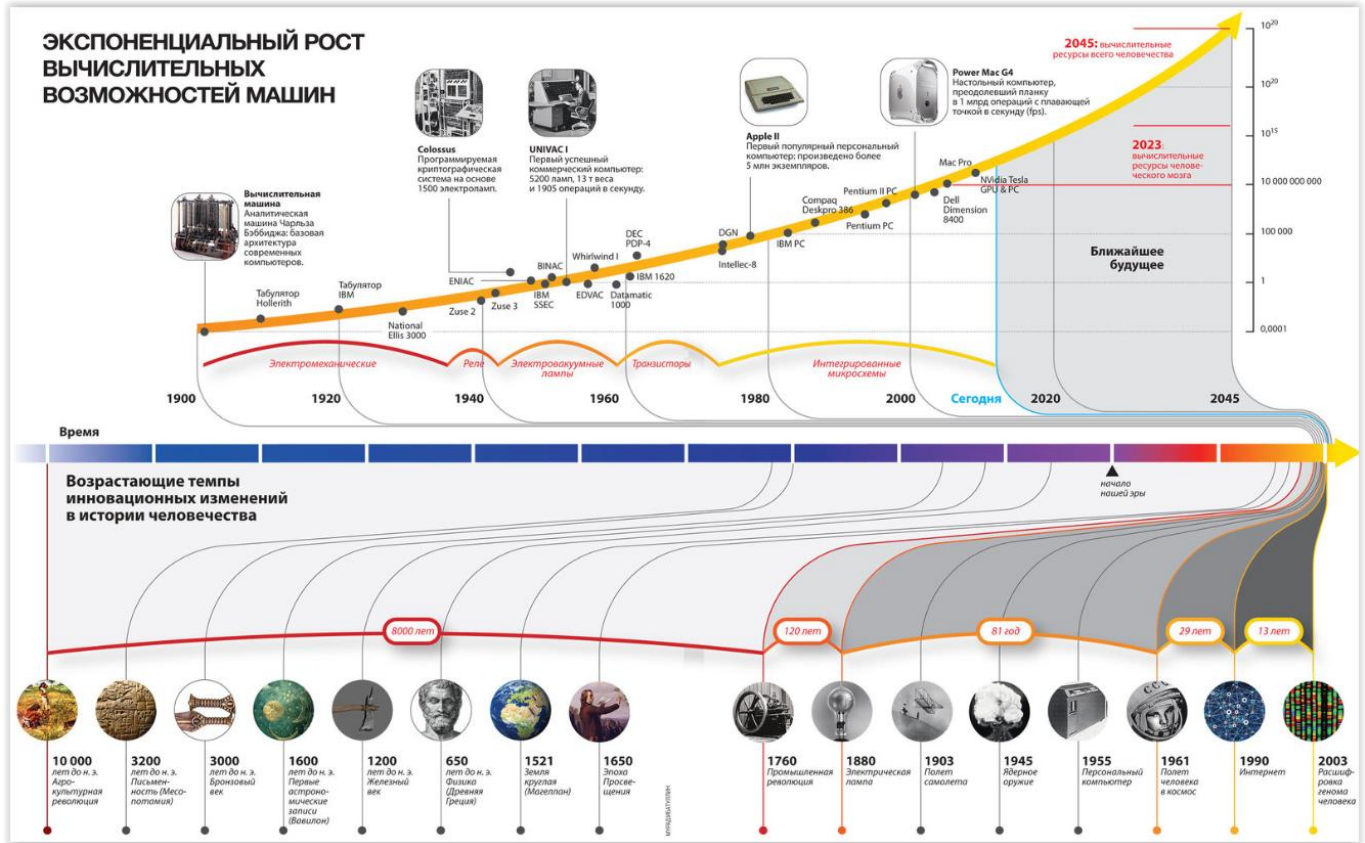 ЭКСПОНЕНЦИАЛЬНЫЙ РОСТ
ВЫЧИСЛИТЕЛЬНЫХ
ВОЗМОЖНОСТЕЙ МАШИН
Вычислительная
машина
Аналитическая
машина Чарльза
Бэббиджа: базовая
архитектура
современных
компьютеров.
Colossus
Программируемая
криптографическая
система на основе
1500 электроламп.
UNIVAC I
Первый успешный
коммерческий компьютер:
5200 ламп, 13 т веса
и 1905 операций в секунду.
Apple II
Первый популярный персональный
компьютер: произведено более
5 млн экземпляров.
Power Mac G4
Настольный компьютер,
преодолевший планку
в 1 млрд операций с плавающей
точкой в секунду (fps).
2045: вычислительные
ресурсы всего человечества
2023:
вычислительные
ресурсы челове-
ческого мозга
10²⁰
10²⁰
10¹⁵
10 000 000 000
100 000
1
0,0001
Ближайшее
будущее
Табулятор
Hollerith
Табулятор
IBM
National
Ellis 3000
Zuse 2
Zuse 3
ENIAC
IBM
SSEC
BINAC
EDVAC
Whirlwind I
Datamatic
1000
DEC
PDP-4
IBM 1620
DGN
Intellec-8
IBM PC
Compaq
Deskpro 386
Pentium PC
Pentium II PC
Mac Pro
Dell
Dimension
8400
NVidia Tesla
GPU & PC
Электромеханические
Реле
Электровакуумные
лампы
Транзисторы
Интегрированные
микросхемы
1900
1920
1940
1960
1980
2000
Сегодня
2020
2045
Время
Возрастающие темпы
инновационных изменений
в истории человечества
начало
нашей эры
8000 лет
120 лет
81 год
29 лет
13 лет
10 000
лет до н. э.
Агро-
культурная
революция
3200
лет до н. э.
Письмен-
ность (Месо-
потамия)
3000
лет до н. э.
Бронзовый
век
1600
лет до н. э.
Первые
астроно-
мические
записи
(Вавилон)
1200
лет до н. э.
Железный
век
650
лет до н. э.
Физика
(Древняя
Греция)
1521
Земля
круглая
(Магеллан)
1650
Эпоха
Просве-
щения
1760
Промышленная
революция
1880
Электрическая
лампа
1903
Полет
самолета
1945
Ядерное
оружие
1955
Персональный
компьютер
1961
Полет
человека
в космос
1990
Интернет
2003
Расшиф-
ровка
генома
человека
СССР